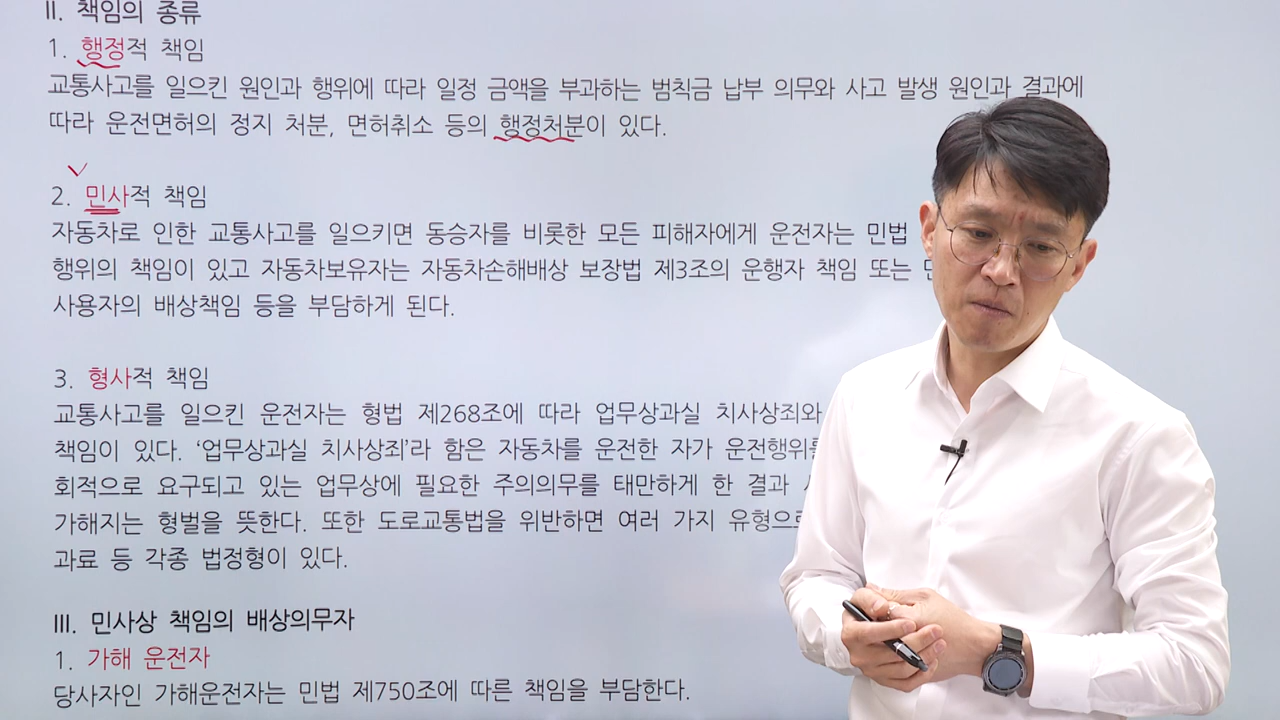 II. 책임의 종류
1. 행정적 책임
교통사고를 일으킨 원인과 행위에 따라 일정 금액을 부과하는 범칙금 납부 의무와 사고 발생 원인과 결과에
따라 운전면허의 정지 처분, 면허취소 등의 행정처분이 있다.
2. 민사적 책임
자동차로 인한 교통사고를 일으키면 동승자를 비롯한 모든 피해자에게 운전자는 민법
행위의 책임이 있고 자동차보유자는 자동차손해배상 보장법 제3조의 운행자 책임 또는
사용자의 배상책임 등을 부담하게 된다.
3. 형사적 책임
교통사고를 일으킨 운전자는 형법 제268조에 따라 업무상과실 치사상죄와
책임이 있다. ‘업무상과실 치사상죄’라 함은 자동차를 운전한 자가 운전행위를
회적으로 요구되고 있는 업무상에 필요한 주의의무를 태만하게 한 결과
가해지는 형벌을 뜻한다. 또한 도로교통법을 위반하면 여러 가지 유형으로
과료 등 각종 법정형이 있다.
III. 민사상 책임의 배상의무자
1. 가해 운전자
당사자인 가해운전자는 민법 제750조에 따른 책임을 부담한다.